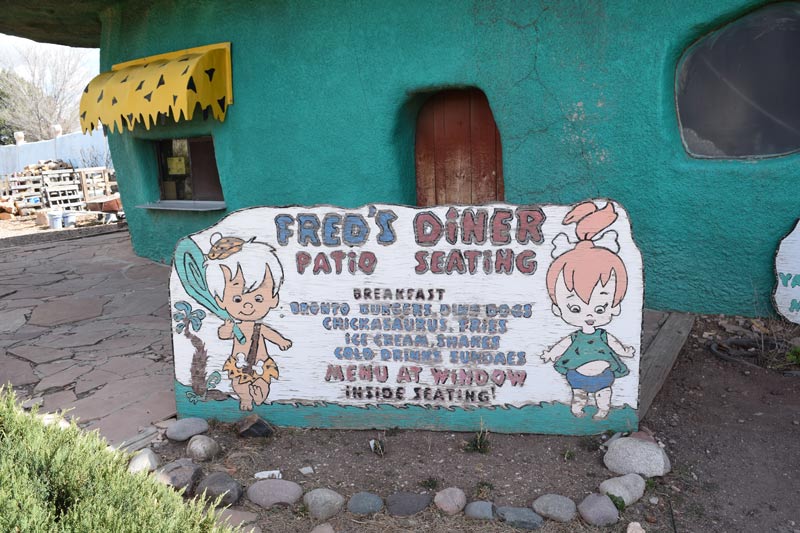 FRED'S DINER
PATIO SEATING
BREAKFAST
BRONTO BURGERS, DINO DOGS
CHICKASAURUS, FRIES
ICE CREAM, SHAKES
COLD DRINKS, SUNDAES
MENU AT WINDOW
INSIDE SEATING!
YA
H